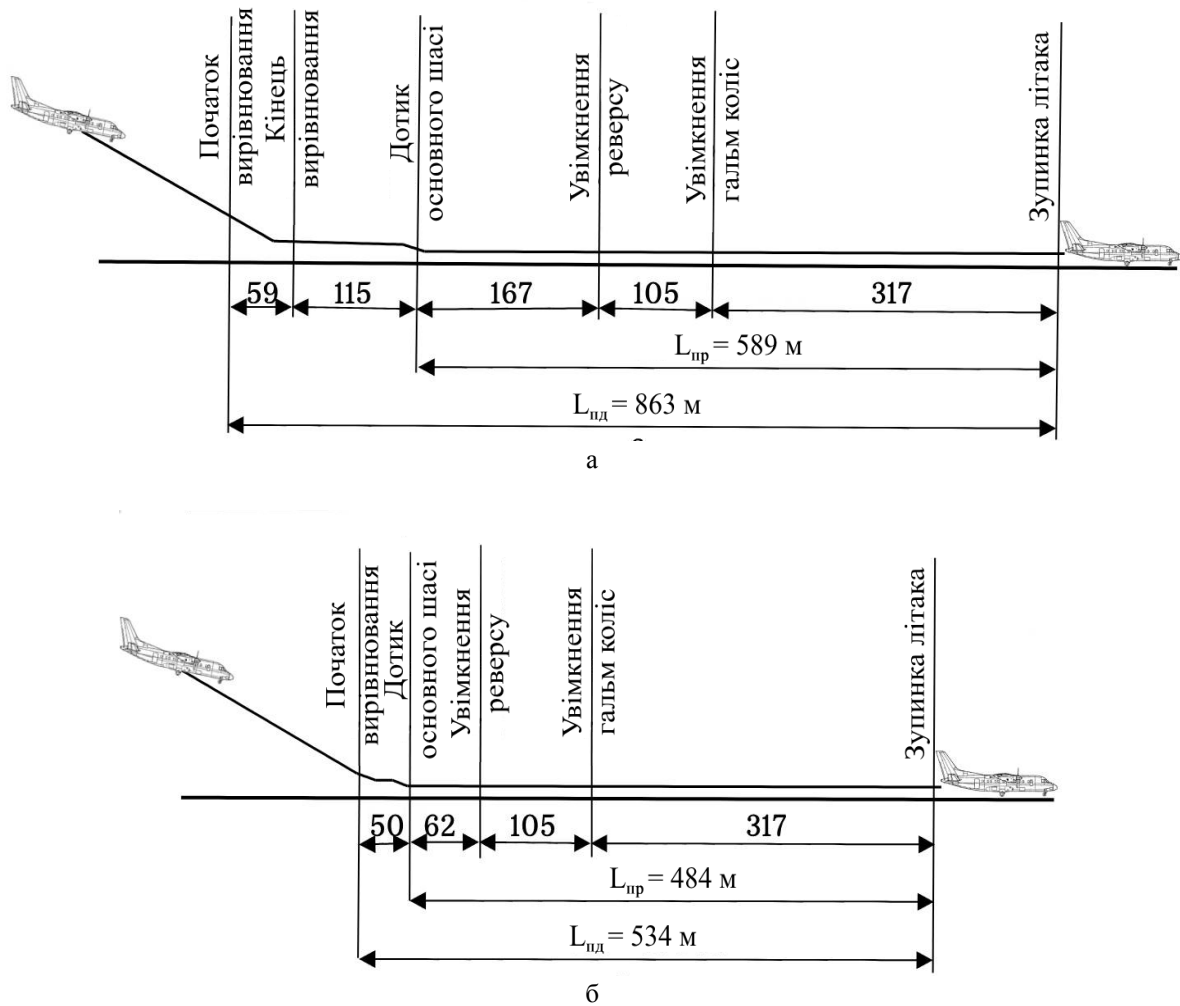 Початок
вирівнювання
Кінець
вирівнювання
Дотик
основного шасі
Увімкнення
реверсу
Увімкнення
гальм коліс
Зупинка літака
59 115 167 105 317
Lпр = 589 м
Lпд = 863 м
а
Початок
вирівнювання
Дотик
основного шасі
Увімкнення
реверсу
Увімкнення
гальм коліс
Зупинка літака
50 62 105 317
Lпр = 484 м
Lпд = 534 м
б